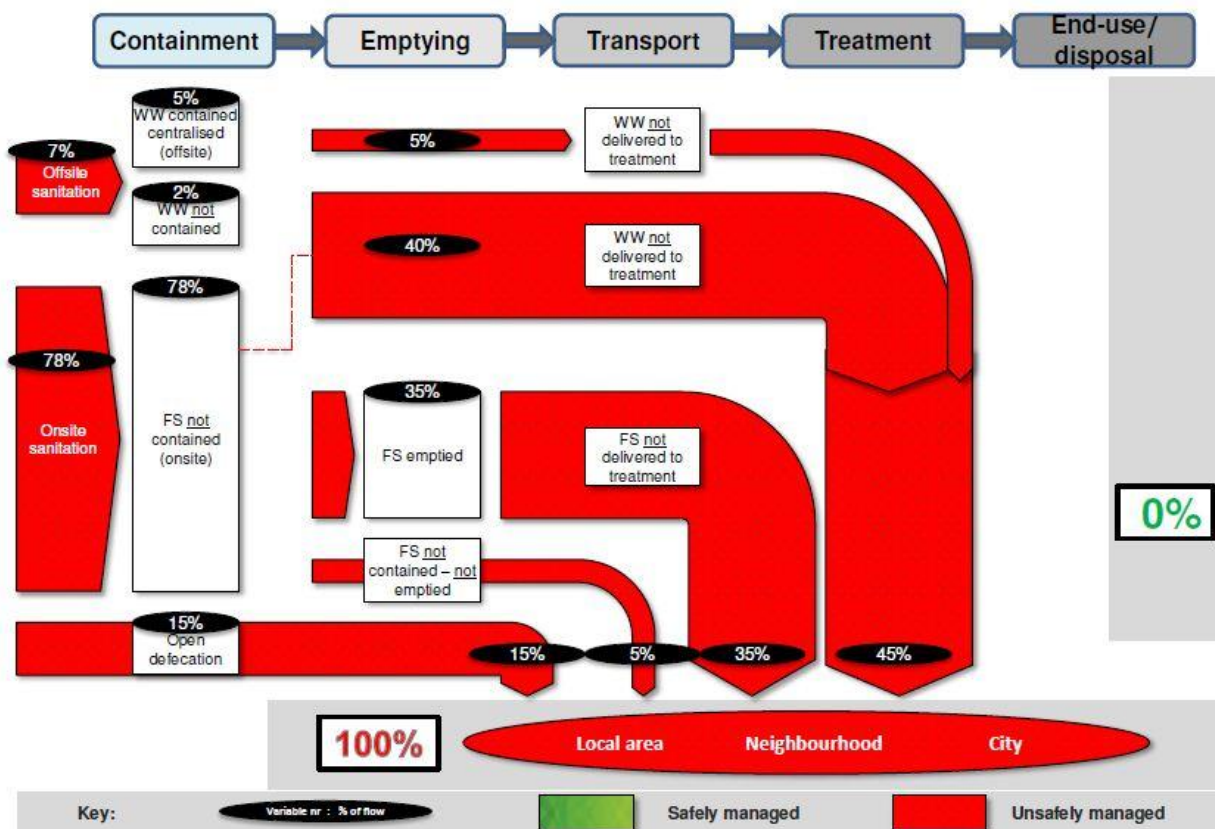 Containment
Emptying
Transport
Treatment
End-use/
disposal
5%
WW contained
centralised
(offsite)
7%
Offsite
sanitation
2%
WW not
contained
5%
WW not
delivered to
treatment
40%
WW not
delivered to
treatment
78%
Onsite
sanitation
78%
FS not
contained
(onsite)
35%
FS emptied
FS not
delivered to
treatment
FS not
contained – not
emptied
0%
15%
Open
defecation
15%
5%
35%
45%
100%
Local area
Neighbourhood
City
Key:
Variable nr : % of flow
Safely managed
Unsafely managed